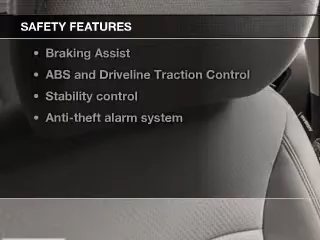 SAFETY FEATURES
• Braking Assist
• ABS and Driveline Traction Control
• Stability control
• Anti-theft alarm system